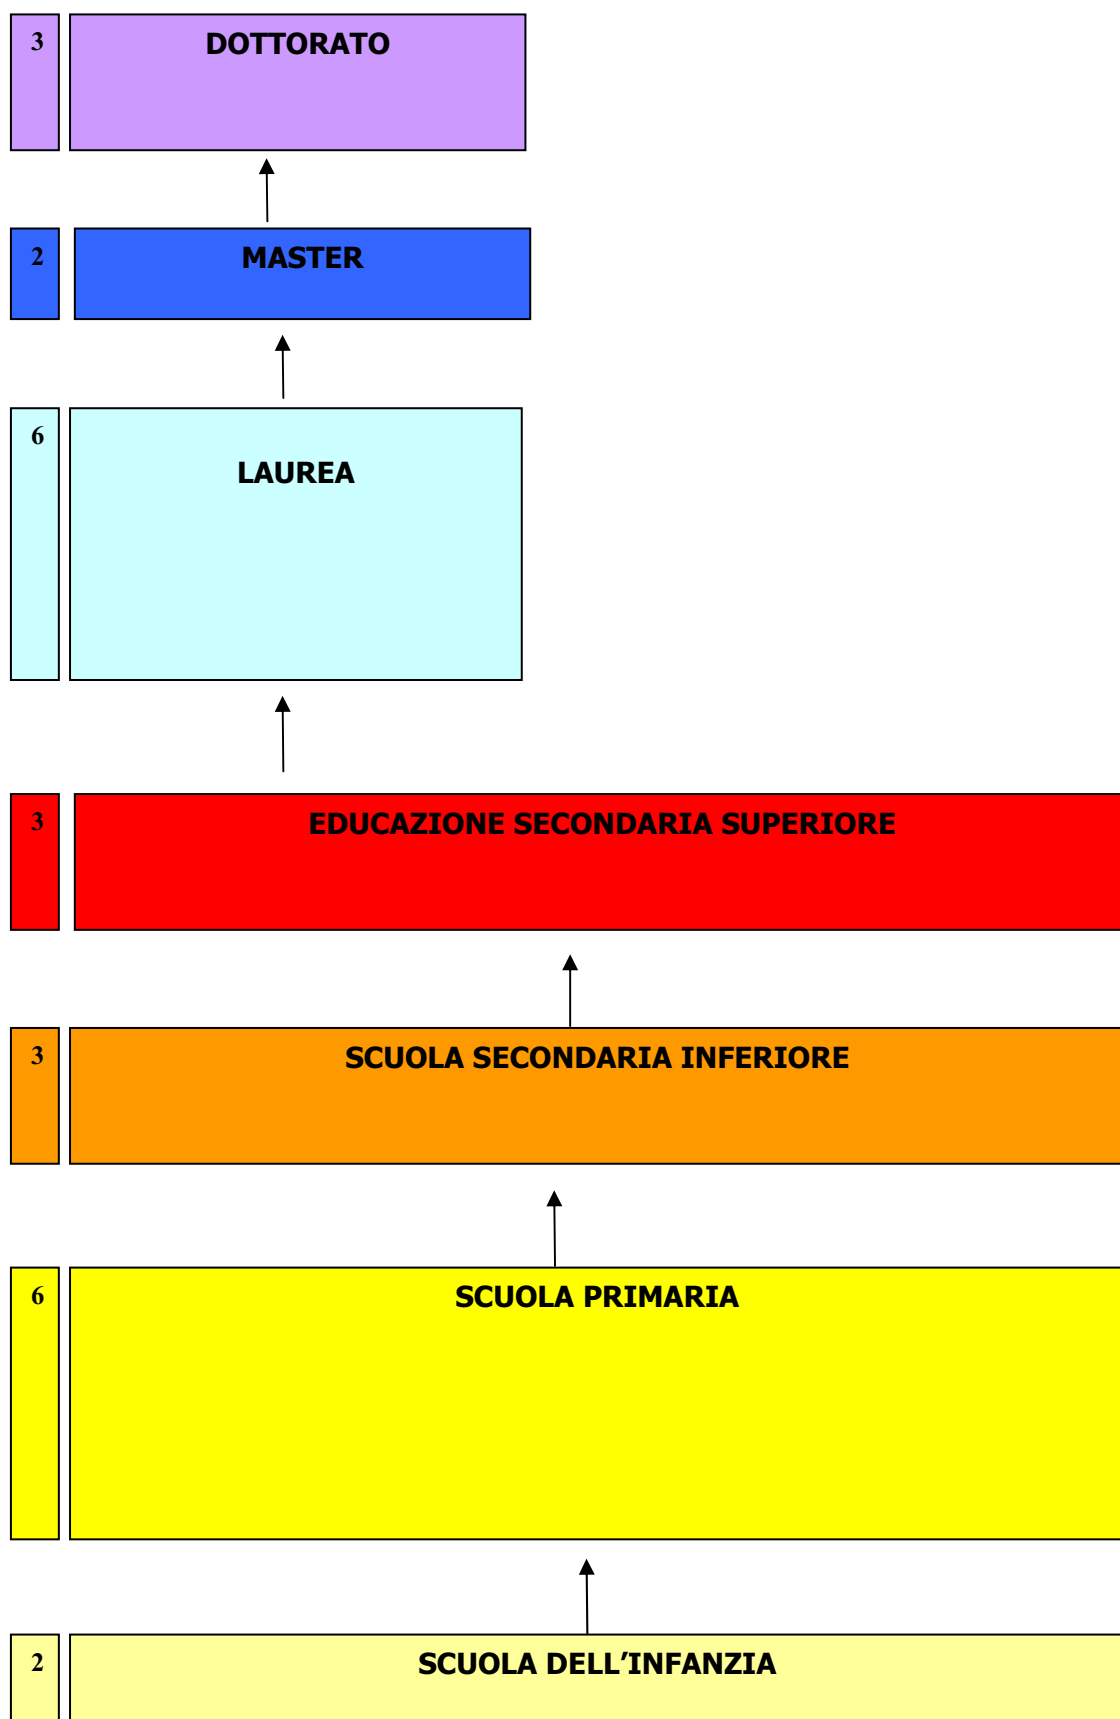 3 DOTTORATO
2 MASTER
6
LAUREA
3 EDUCAZIONE SECONDARIA SUPERIORE
3 SCUOLA SECONDARIA INFERIORE
6 SCUOLA PRIMARIA
2 SCUOLA DELL’INFANZIA